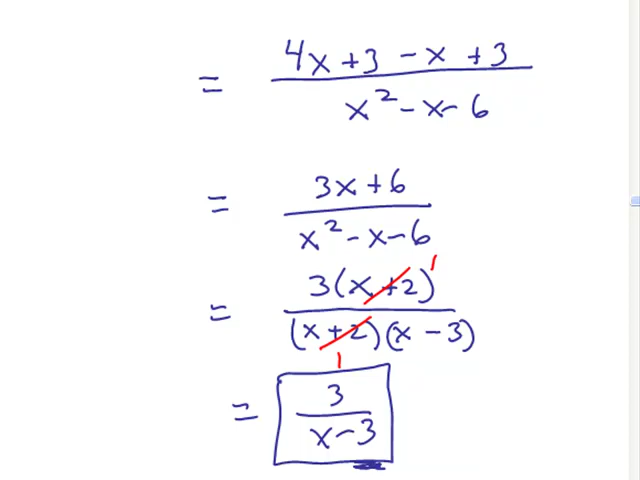 = (4x + 3 - x + 3) / (x² - x - 6)
= (3x + 6) / (x² - x - 6)
= 3(x + 2) 1 / (x + 2)(x - 3) 1
= 3 / (x - 3)